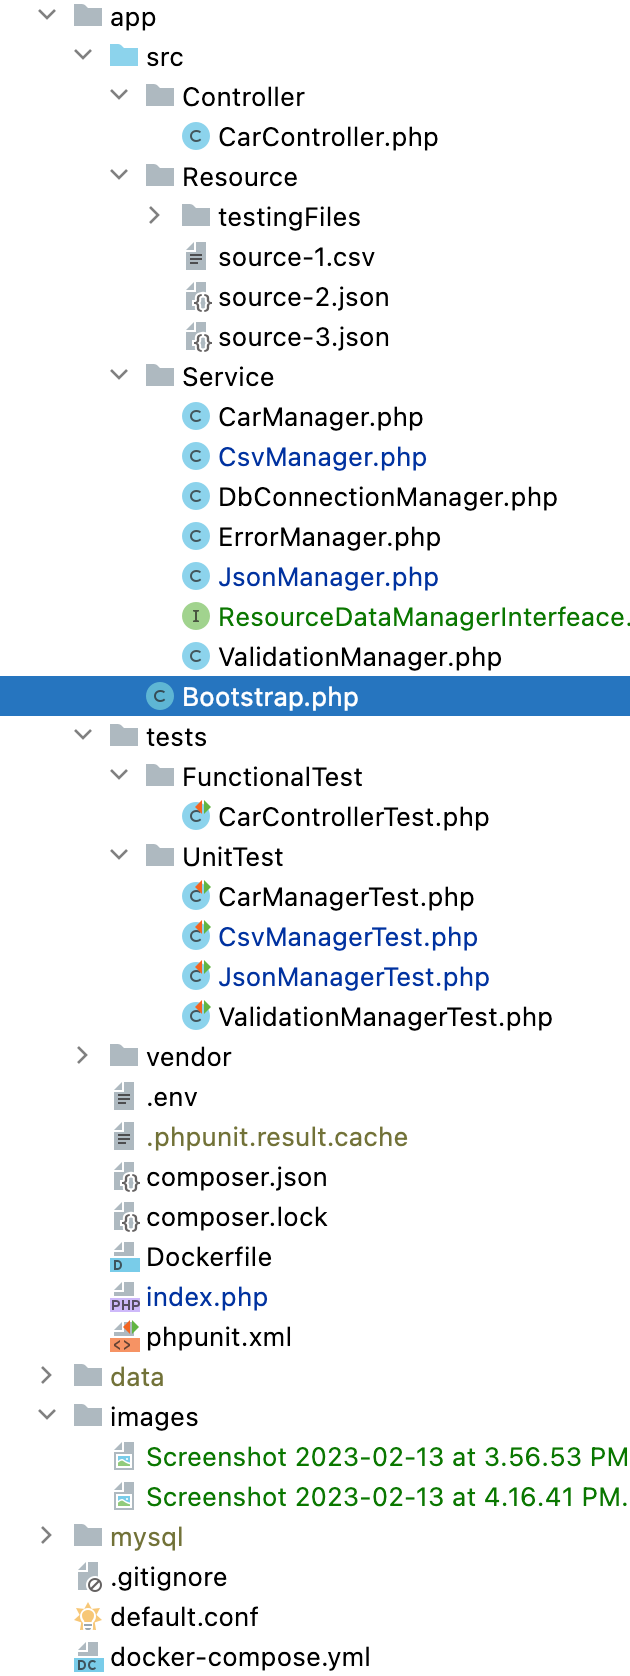 app
src
Controller
CarController.php
Resource
testingFiles
source-1.csv
source-2.json
source-3.json
Service
CarManager.php
CsvManager.php
DbConnectionManager.php
ErrorManager.php
JsonManager.php
ResourceDataManagerInterfeace.
ValidationManager.php
Bootstrap.php
tests
FunctionalTest
CarControllerTest.php
UnitTest
CarManagerTest.php
CsvManagerTest.php
JsonManagerTest.php
ValidationManagerTest.php
vendor
.env
.phpunit.result.cache
composer.json
composer.lock
Dockerfile
index.php
phpunit.xml
data
images
Screenshot 2023-02-13 at 3.56.53 PM
Screenshot 2023-02-13 at 4.16.41 PM.
mysql
.gitignore
default.conf
docker-compose.yml